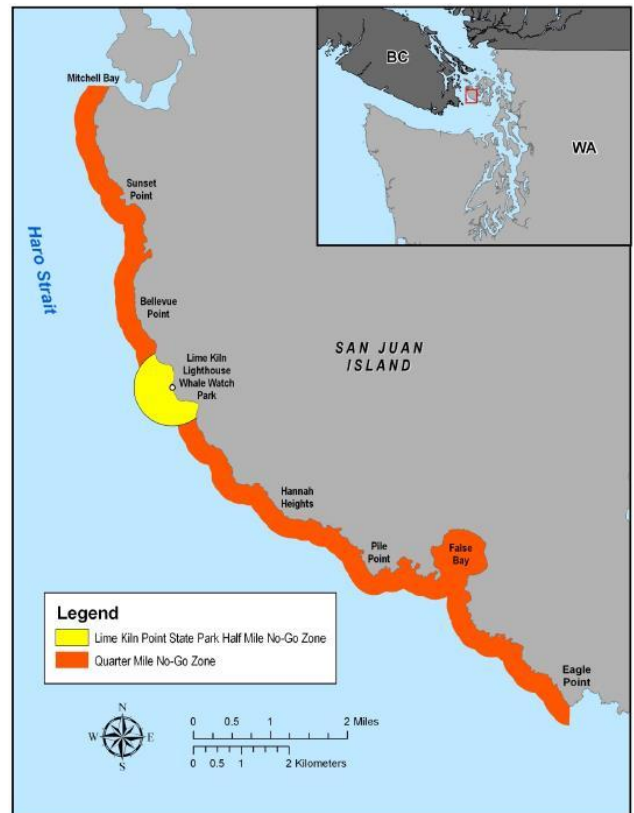 BC
WA
Mitchell Bay
Sunset
Point
Haro Strait
Bellevue
Point
Lime Kiln
Lighthouse
Whale Watch
Park
SAN JUAN
ISLAND
Hannah
Heights
Pile
Point
False
Bay
Eagle
Point
Legend
Lime Kiln Point State Park Half Mile No-Go Zone
Quarter Mile No-Go Zone
N
W E
S
0 0.5 1 2 Miles
0 0.5 1 2 Kilometers